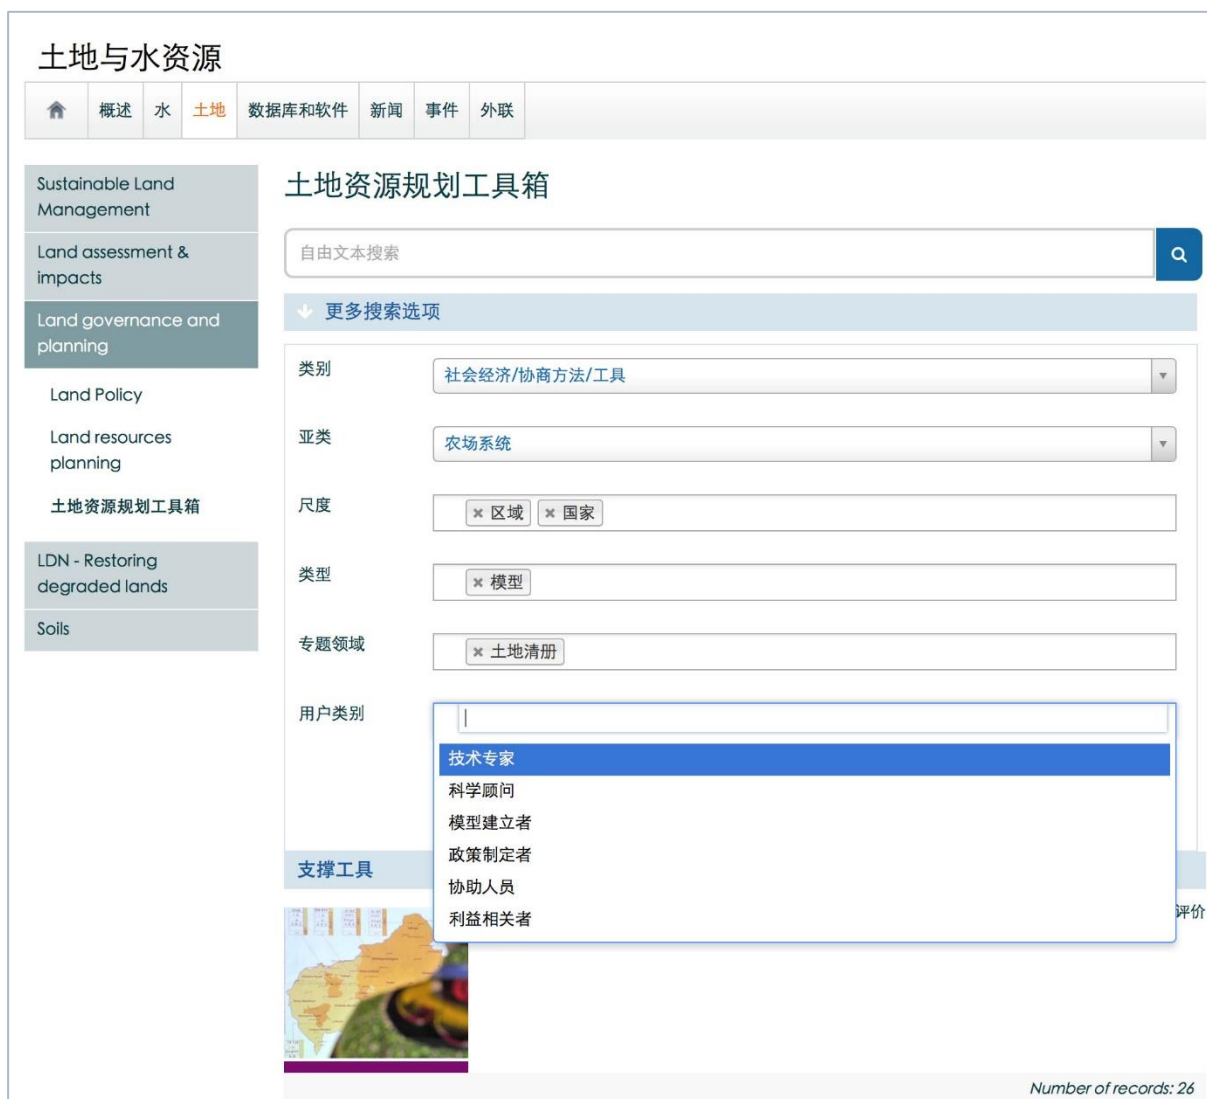 土地与水资源
概述 水 土地 数据库和软件 新闻 事件 外联
Sustainable Land
Management
Land assessment &
impacts
Land governance and
planning
Land Policy
Land resources
planning
土地资源规划工具箱
LDN - Restoring
degraded lands
Soils
土地资源规划工具箱
自由文本搜索
更多搜索选项
类别 社会经济/协商方法/工具
亚类 农场系统
尺度 × 区域 × 国家
类型 × 模型
专题领域 × 土地清册
用户类别
技术专家
科学顾问
模型建立者
政策制定者
协助人员
利益相关者
支撑工具
评价
Number of records: 26